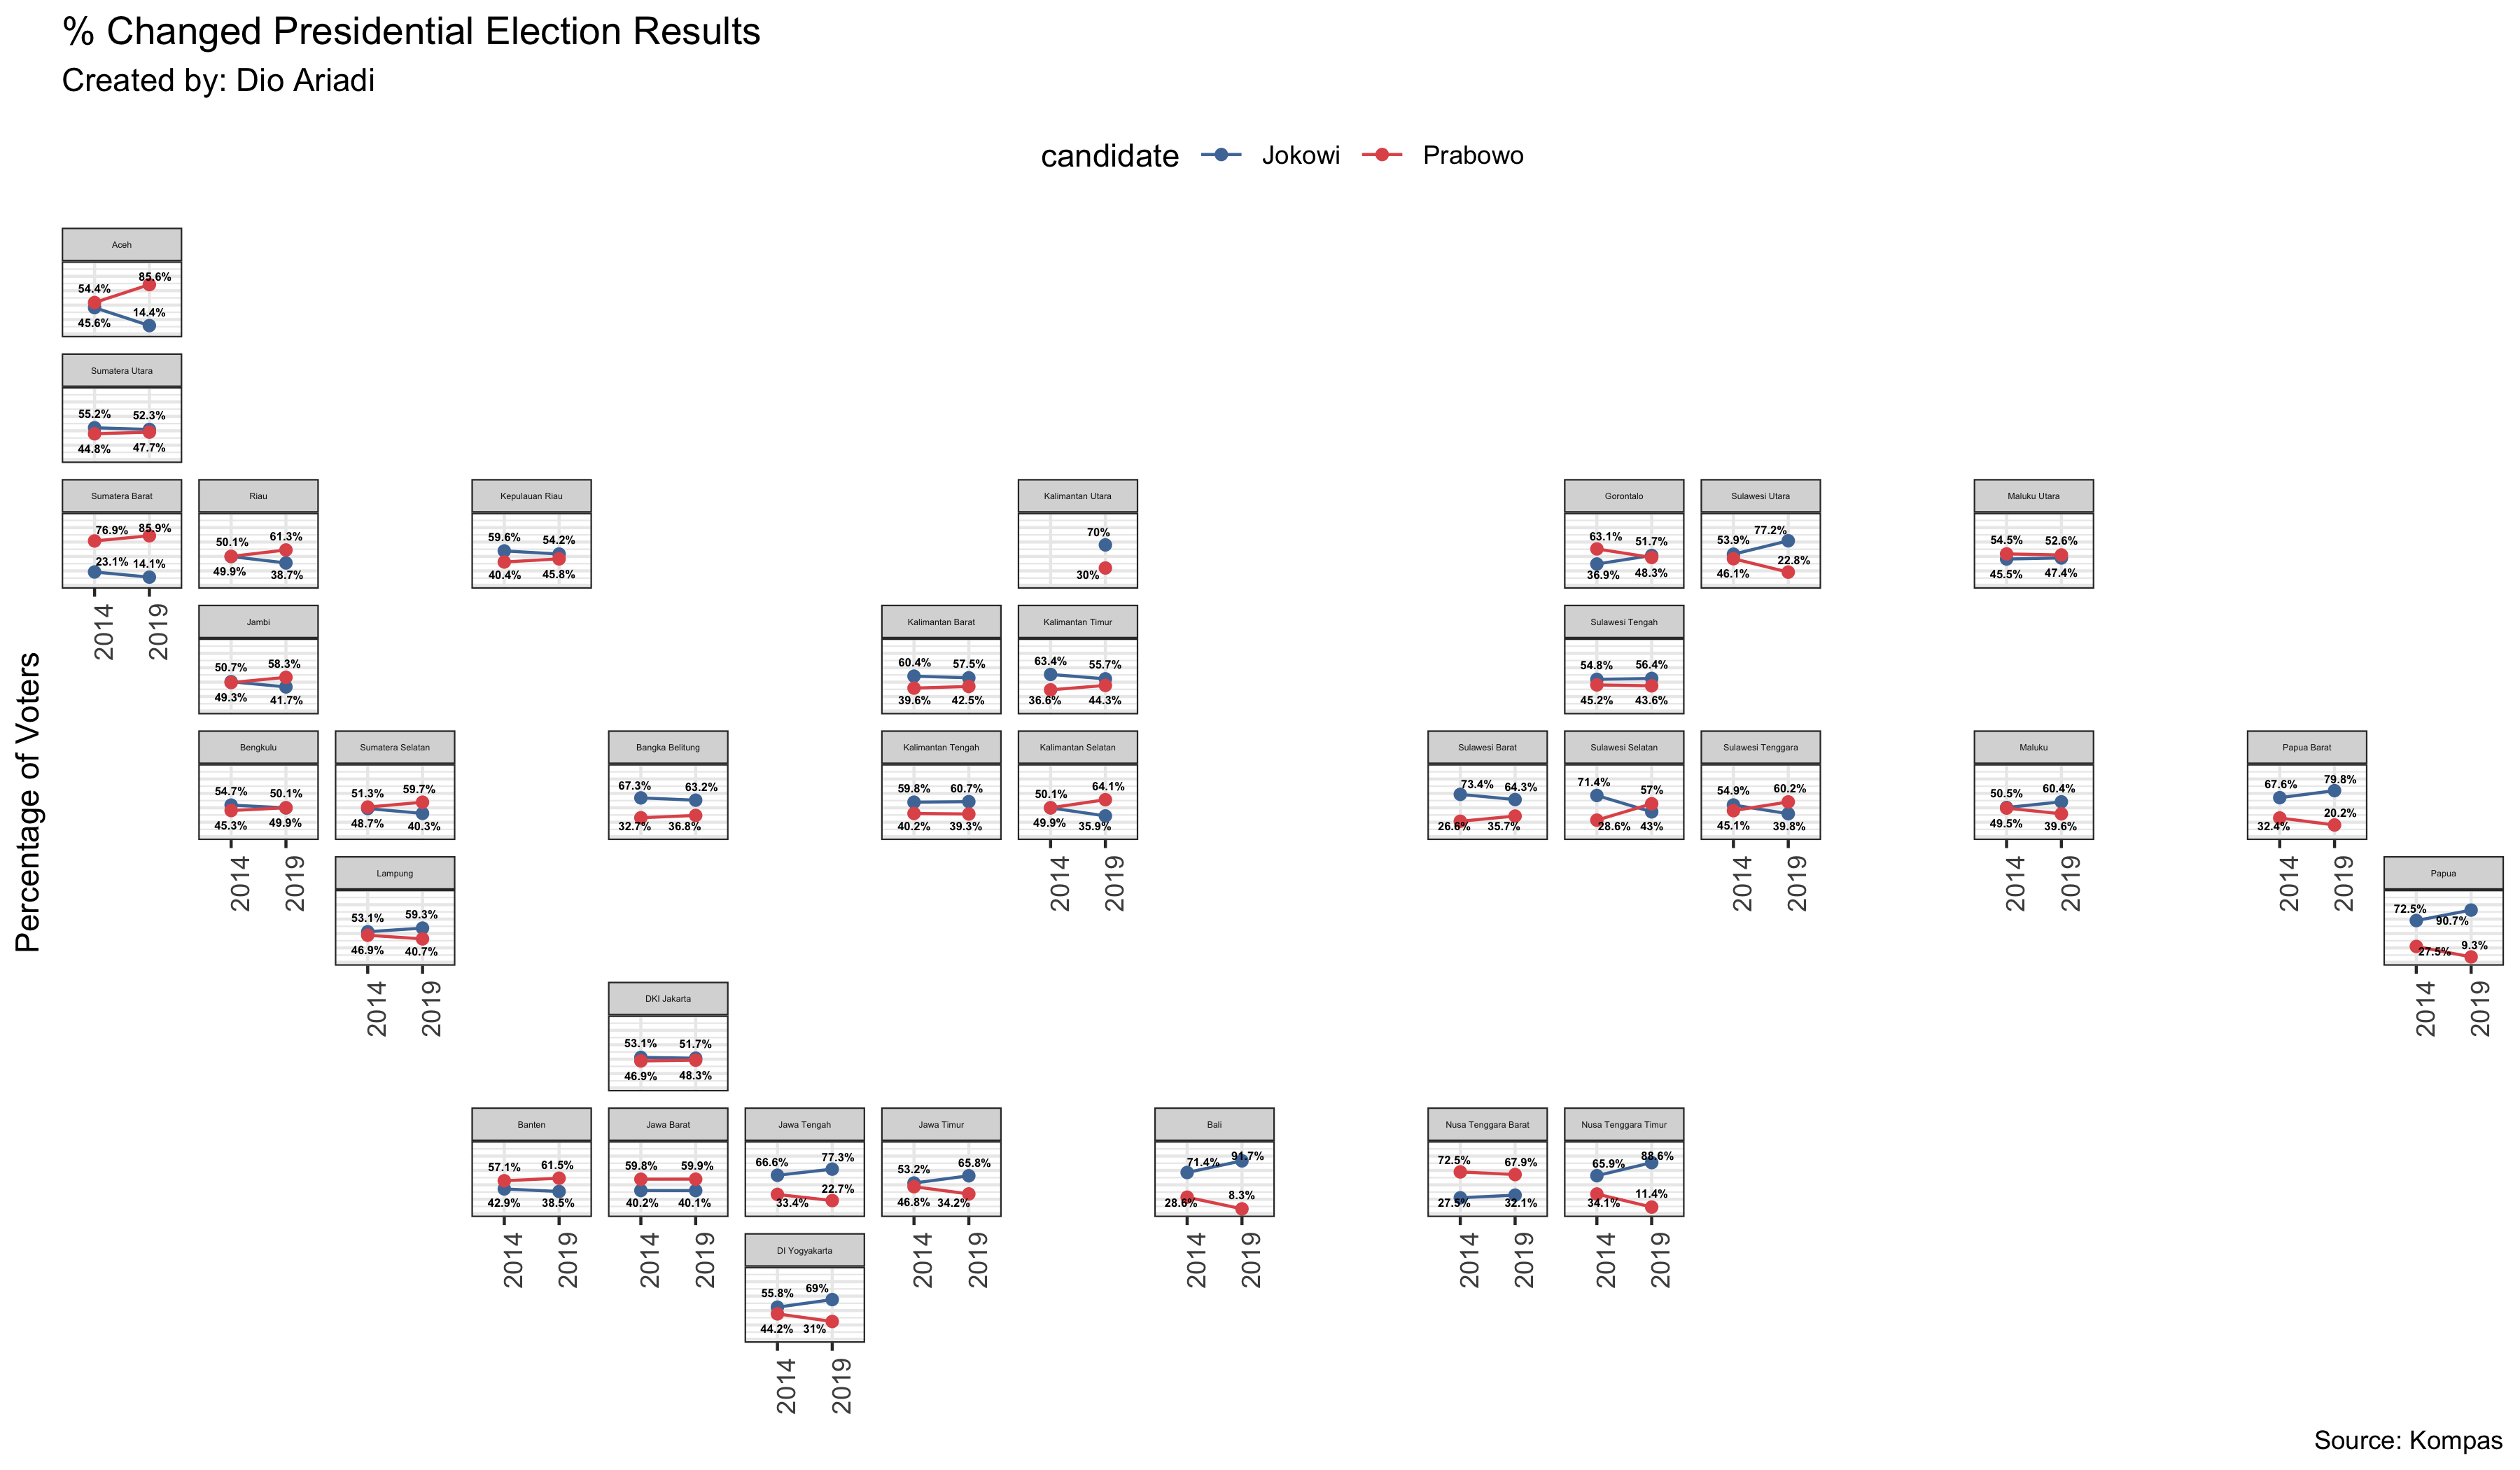 % Changed Presidential Election Results
Created by: Dio Ariadi
candidate Jokowi Prabowo
Percentage of Voters
Aceh
54.4% 85.6%
45.6% 14.4%
Sumatera Utara
55.2% 52.3%
44.8% 47.7%
Sumatera Barat
76.9% 85.9%
23.1% 14.1%
2014 2019
Riau
50.1% 61.3%
49.9% 38.7%
Kepulauan Riau
59.6% 54.2%
40.4% 45.8%
Kalimantan Utara
70%
30%
Gorontalo
63.1% 51.7%
36.9% 48.3%
Sulawesi Utara
53.9% 77.2%
46.1% 22.8%
Maluku Utara
54.5% 52.6%
45.5% 47.4%
Jambi
50.7% 58.3%
49.3% 41.7%
Kalimantan Barat
60.4% 57.5%
39.6% 42.5%
Kalimantan Timur
63.4% 55.7%
36.6% 44.3%
Sulawesi Tengah
54.8% 56.4%
45.2% 43.6%
Bengkulu
54.7% 50.1%
45.3% 49.9%
2014 2019
Sumatera Selatan
51.3% 59.7%
48.7% 40.3%
Bangka Belitung
67.3% 63.2%
32.7% 36.8%
Kalimantan Tengah
59.8% 60.7%
40.2% 39.3%
Kalimantan Selatan
50.1% 64.1%
49.9% 35.9%
2014 2019
Sulawesi Barat
73.4% 64.3%
26.6% 35.7%
Sulawesi Selatan
71.4% 57%
28.6% 43%
Sulawesi Tenggara
54.9% 60.2%
45.1% 39.8%
2014 2019
Maluku
50.5% 60.4%
49.5% 39.6%
2014 2019
Papua Barat
67.6% 79.8%
32.4% 20.2%
2014 2019
Lampung
53.1% 59.3%
46.9% 40.7%
2014 2019
Papua
72.5% 90.7%
27.5% 9.3%
2014 2019
DKI Jakarta
53.1% 51.7%
46.9% 48.3%
Banten
57.1% 61.5%
42.9% 38.5%
2014 2019
Jawa Barat
59.8% 59.9%
40.2% 40.1%
2014 2019
Jawa Tengah
66.6% 77.3%
33.4% 22.7%
Jawa Timur
53.2% 65.8%
46.8% 34.2%
2014 2019
Bali
71.4% 91.7%
28.6% 8.3%
2014 2019
Nusa Tenggara Barat
72.5% 67.9%
27.5% 32.1%
2014 2019
Nusa Tenggara Timur
65.9% 88.6%
34.1% 11.4%
2014 2019
DI Yogyakarta
55.8% 69%
44.2% 31%
2014 2019
Source: Kompas